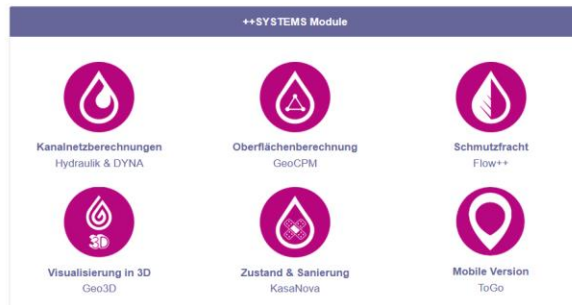 ++SYSTEMS Module
Kanalnetzberechnungen
Hydraulik & DYNA
Oberflächenberechnung
GeoCPM
Schmutzfracht
Flow++
3D
Visualisierung in 3D
Geo3D
Zustand & Sanierung
KasaNova
Mobile Version
ToGo